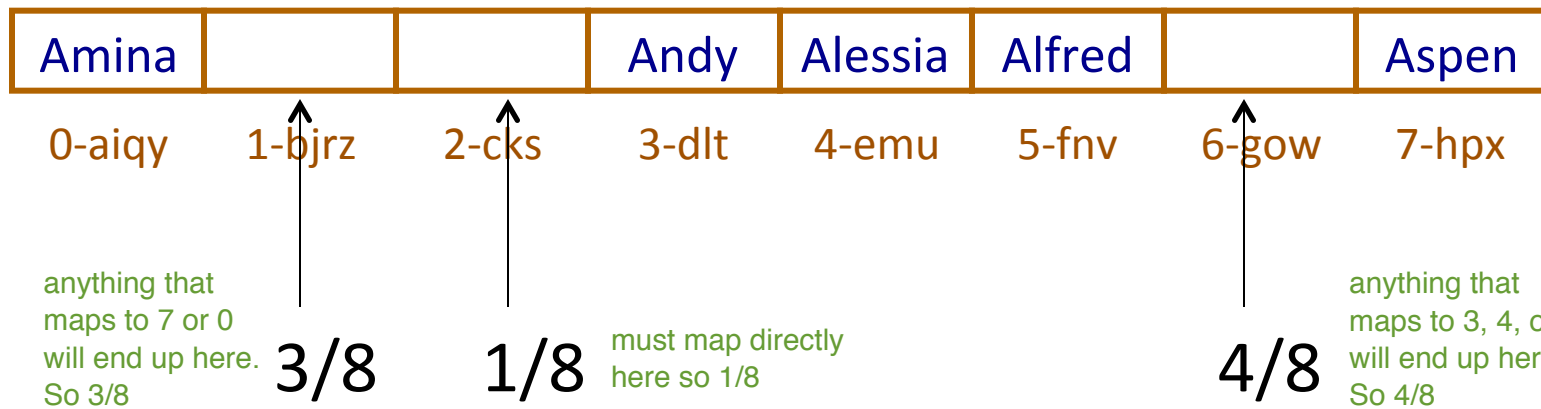 Amina Andy Alessia Alfred Aspen
0-aiqy 1-bjrz 2-cks 3-dlt 4-emu 5-fnv 6-gow 7-hpx
anything that
maps to 7 or 0
will end up here.
So 3/8
3/8
1/8
must map directly
here so 1/8
4/8
anything that
maps to 3, 4,
will end up
So 4/8